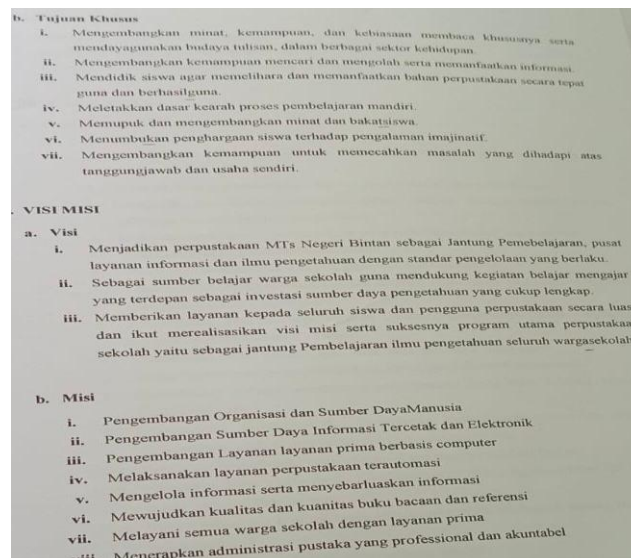 b. Tujuan Khusus
i. Mengembangkan minat, kemampuan, dan kebiasaan membaca khususnya serta
mendayagunakan budaya tulisan, dalam berbagai sektor kehidupan.
ii. Mengembangkan kemampuan mencari dan mengolah serta memanfaatkan informasi.
iii. Mendidik siswa agar memelihara dan memanfaatkan bahan perpustakaan secara tepat
guna dan berhasilguna.
iv. Meletakkan dasar kearah proses pembelajaran mandiri.
v. Memupuk dan mengembangkan minat dan bakatsiswa.
vi. Menumbukan penghargaan siswa terhadap pengalaman imajinatif.
vii. Mengembangkan kemampuan untuk memecahkan masalah yang dihadapi atas
tanggungjawab dan usaha sendiri.
. VISI MISI
a. Visi
i. Menjadikan perpustakaan MTs Negeri Bintan sebagai Jantung Pemebelajaran, pusat
layanan informasi dan ilmu pengetahuan dengan standar pengelolaan yang berlaku.
ii. Sebagai sumber belajar warga sekolah guna mendukung kegiatan belajar mengajar
yang terdepan sebagai investasi sumber daya pengetahuan yang cukup lengkap.
iii. Memberikan layanan kepada seluruh siswa dan pengguna perpustakaan secara luas
dan ikut merealisasikan visi misi serta suksesnya program utama perpustakaa
sekolah yaitu sebagai jantung Pembelajaran ilmu pengetahuan seluruh wargasekolah
b. Misi
i. Pengembangan Organisasi dan Sumber DayaManusia
ii. Pengembangan Sumber Daya Informasi Tercetak dan Elektronik
iii. Pengembangan Layanan layanan prima berbasis computer
iv. Melaksanakan layanan perpustakaan terautomasi
v. Mengelola informasi serta menyebarluaskan informasi
vi. Mewujudkan kualitas dan kuanitas buku bacaan dan referensi
vii. Melayani semua warga sekolah dengan layanan prima
viii. Menerapkan administrasi pustaka yang professional dan akuntabel